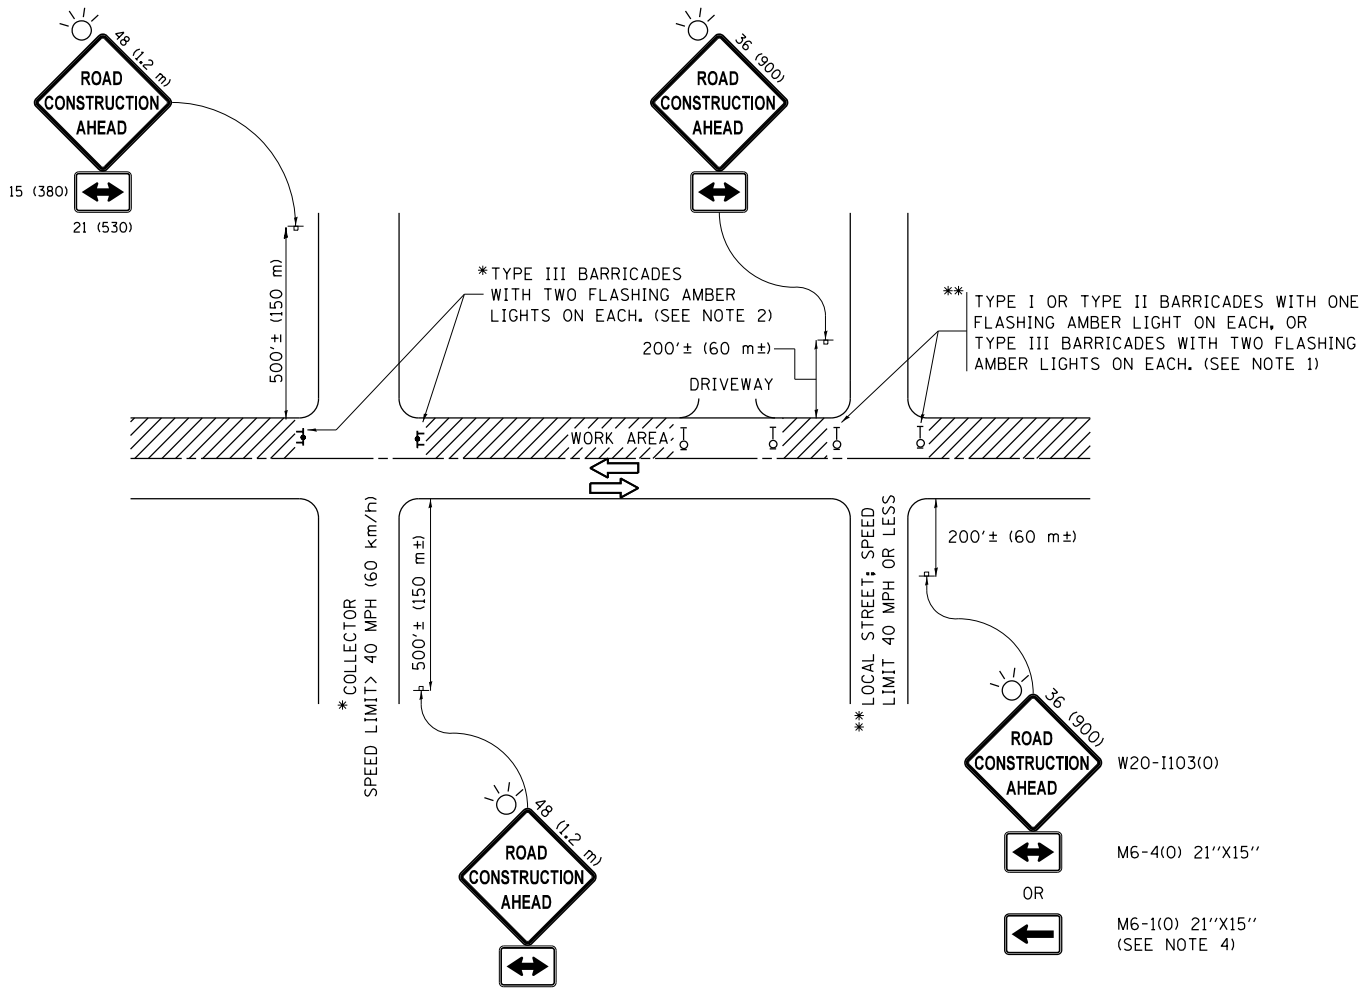 48 (1.2 m)
ROAD
CONSTRUCTION
AHEAD
15 (380)
21 (530)
36 (900)
ROAD
CONSTRUCTION
AHEAD
500'± (150 m)
* TYPE III BARRICADES
WITH TWO FLASHING AMBER
LIGHTS ON EACH. (SEE NOTE 2)
200'± (60 m±)
DRIVEWAY
** TYPE I OR TYPE II BARRICADES WITH ONE
FLASHING AMBER LIGHT ON EACH, OR
TYPE III BARRICADES WITH TWO FLASHING
AMBER LIGHTS ON EACH. (SEE NOTE 1)
WORK AREA
* COLLECTOR
SPEED LIMIT> 40 MPH (60 km/h)
500'± (150 m±)
** LOCAL STREET; SPEED
LIMIT 40 MPH OR LESS
200'± (60 m±)
48 (1.2 m)
ROAD
CONSTRUCTION
AHEAD
36 (900)
ROAD
CONSTRUCTION
AHEAD
W20-I103(O)
M6-4(O) 21''X15''
OR
M6-1(O) 21''X15''
(SEE NOTE 4)